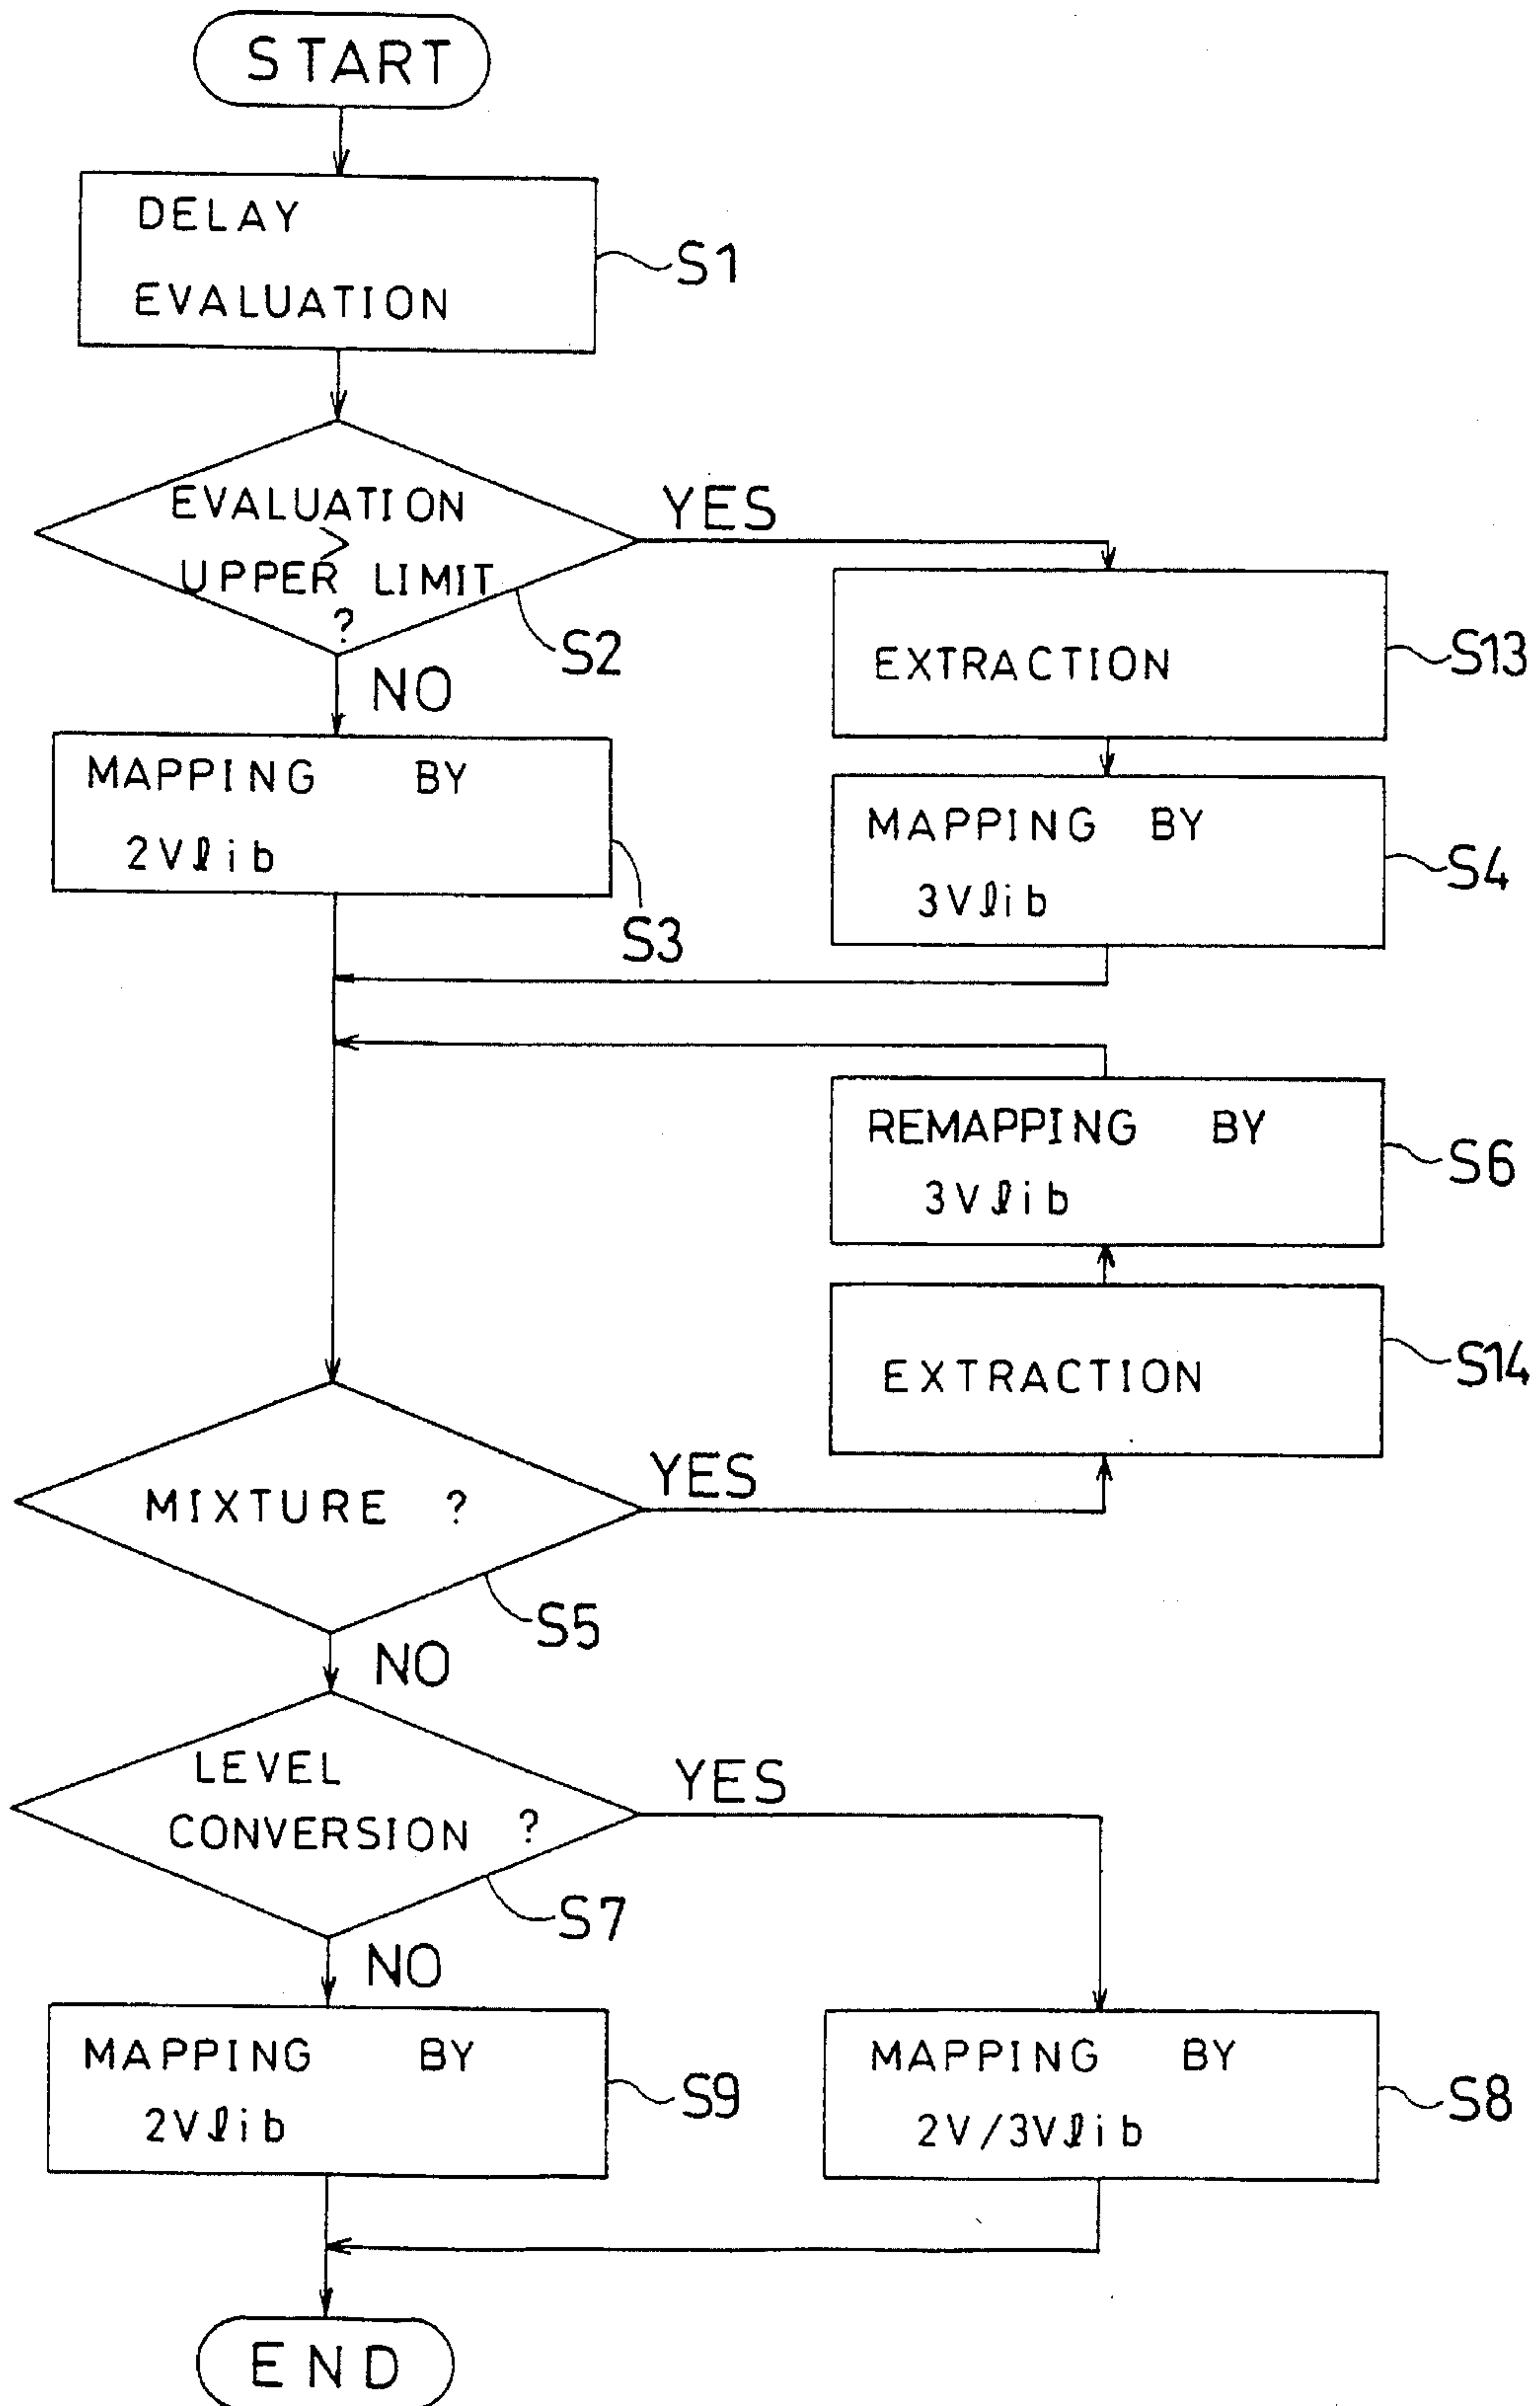 START
DELAY
EVALUATION
S1
EVALUATION
>
UPPER LIMIT
?
YES
S2
NO
EXTRACTION
S13
MAPPING BY
2Vlib
S3
MAPPING BY
3Vlib
S4
REMAPPING BY
3Vlib
S6
EXTRACTION
S14
MIXTURE ?
YES
S5
NO
LEVEL
CONVERSION ?
YES
S7
NO
MAPPING BY
2Vlib
S9
MAPPING BY
2V/3Vlib
S8
END